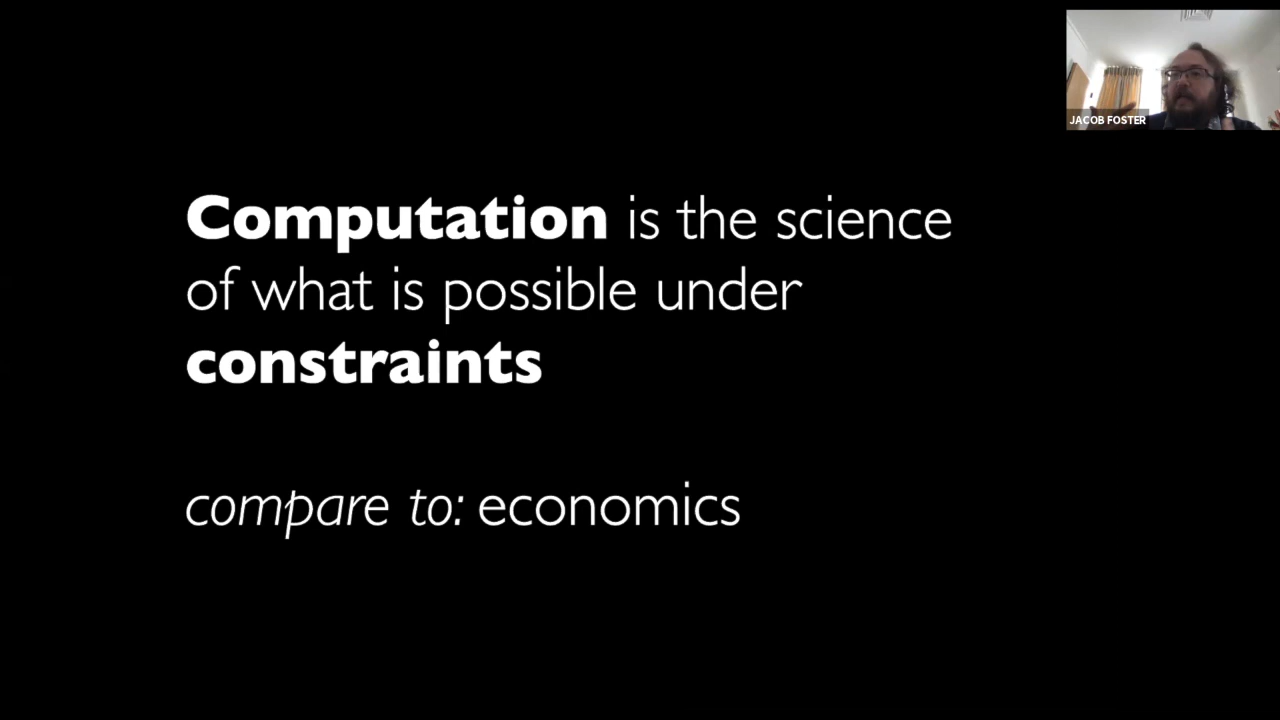 JACOB FOSTER
Computation is the science
of what is possible under
constraints
compare to: economics